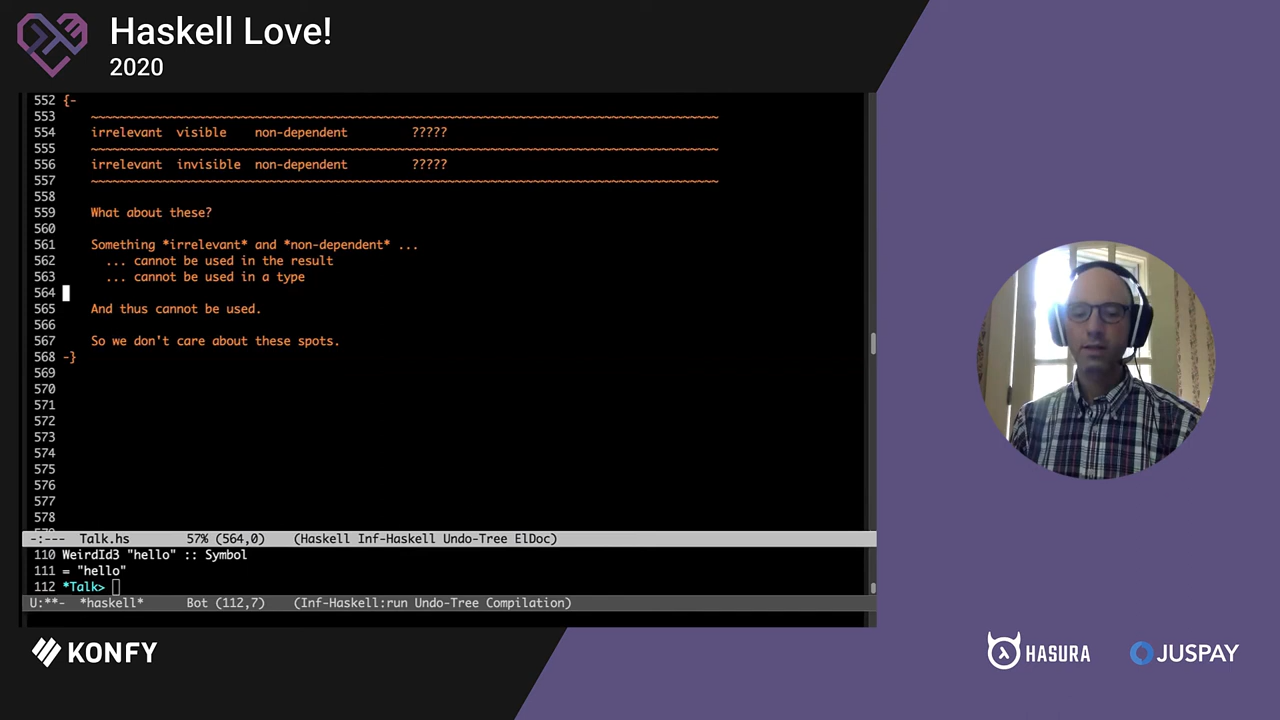 Haskell Love!
2020
552 {-
553 ~~~~~~~~~~~~~~~~~~~~~~~~~~~~~~~~~~~~~~~~~~~~~~~~~~~~~~~~~~~~~~~~~~~~~~~~~~~~~~~~~~~~~~~~
554 irrelevant visible non-dependent ?????
555 ~~~~~~~~~~~~~~~~~~~~~~~~~~~~~~~~~~~~~~~~~~~~~~~~~~~~~~~~~~~~~~~~~~~~~~~~~~~~~~~~~~~~~~~~
556 irrelevant invisible non-dependent ?????
557 ~~~~~~~~~~~~~~~~~~~~~~~~~~~~~~~~~~~~~~~~~~~~~~~~~~~~~~~~~~~~~~~~~~~~~~~~~~~~~~~~~~~~~~~~
558
559 What about these?
560
561 Something *irrelevant* and *non-dependent* ...
562 ... cannot be used in the result
563 ... cannot be used in a type
564
565 And thus cannot be used.
566
567 So we don't care about these spots.
568 -}
569
570
571
572
573
574
575
576
577
578
-:--- Talk.hs 57% (564,0) (Haskell Inf-Haskell Undo-Tree ElDoc)
110 WeirdId3 "hello" :: Symbol
111 = "hello"
112 *Talk>
U:**- *haskell* Bot (112,7) (Inf-Haskell:run Undo-Tree Compilation)
KONFY
HASURA
JUSPAY